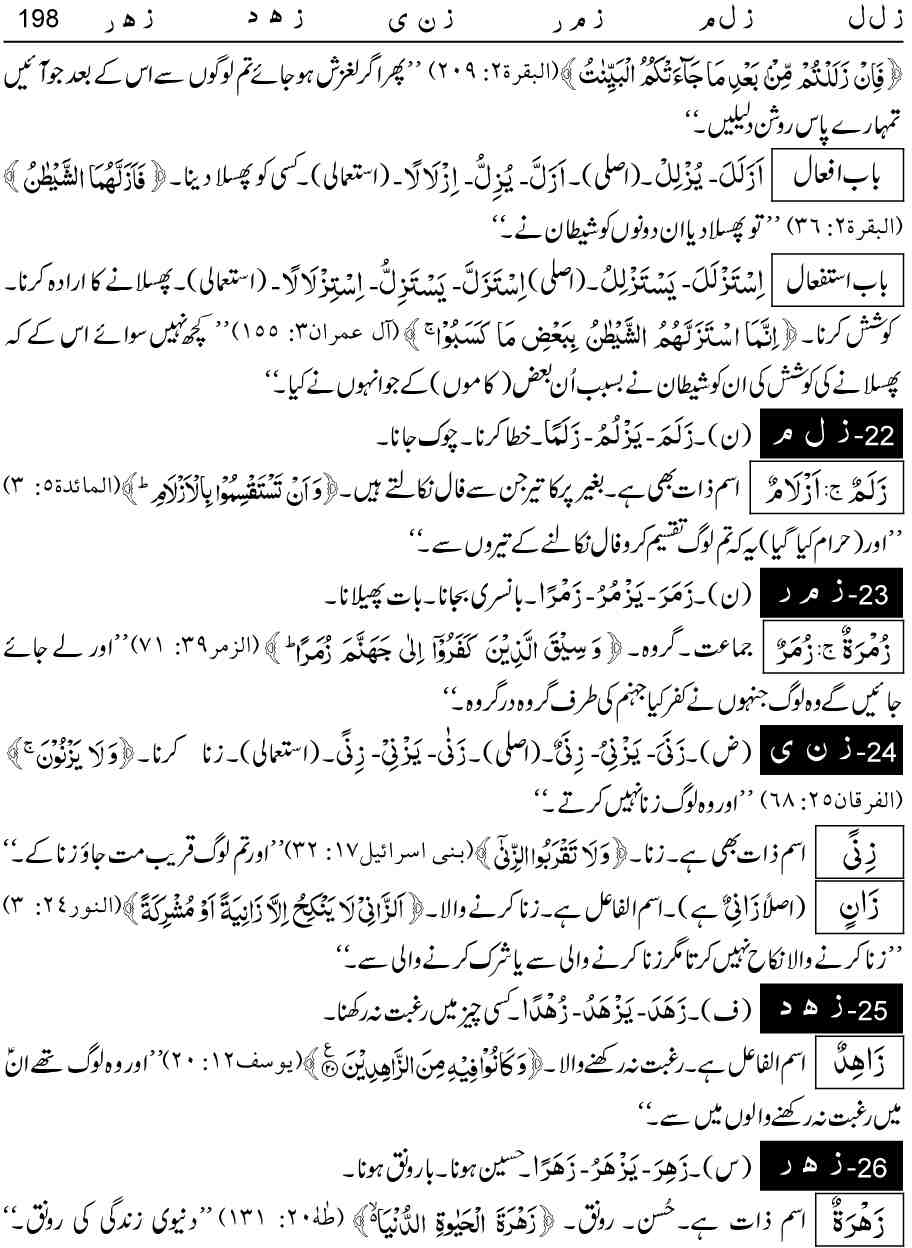 ز ل ل	ز ل م	ز م ر	ز ن ی	ز ھ د	ز ھ ر	198
﴿ فَاِنْ زَلَلْتُمْ مِّنْۢ بَعْدِ مَا جَآءَتْكُمُ الْبَيِّنٰتُ ﴾ (البقرة۲: ۲۰۹) ’’پھر اگر لغزش ہو جائے تم لوگوں سے اس کے بعد جو آئیں
تمہارے پاس روشن دلیلیں۔‘‘
باب افعال اَزْلَلَ۔ يُزْلِلُ۔ (اصلی)۔ اَزَلَّ۔ يُزِلُّ۔ اِزْلَالًا۔ (استعمالی)۔ کسی کو پھسلا دینا۔ ﴿ فَاَزَلَّهُمَا الشَّيْطٰنُ ﴾
(البقرة۲: ۳۶) ’’تو پھسلا دیا ان دونوں کو شیطان نے۔‘‘
باب استفعال اِسْتَزْلَلَ۔ يَسْتَزْلِلُ۔ (اصلی) اِسْتَزَلَّ۔ يَسْتَزِلُّ۔ اِسْتِزْلَالًا۔ (استعمالی)۔ پھسلانے کا ارادہ کرنا۔
کوشش کرنا۔ ﴿ اِنَّمَا اسْتَزَلَّهُمُ الشَّيْطٰنُ بِبَعْضِ مَا كَسَبُوْا ۚ ﴾ (آل عمران۳: ۱۵۵) ’’کچھ نہیں سوائے اس کے کہ
پھسلانے کی کوشش کی ان کو شیطان نے بسبب اُن بعض (کاموں) کے جو انہوں نے کیا۔‘‘
22- ز ل م (ن)۔ زَلَمَ۔ يَزْلُمُ۔ زَلَمًا۔ خطا کرنا۔ چوک جانا۔
زَلَمٌ ج: اَزْلَامٌ اسم ذات بھی ہے۔ بغیر پر کا تیر جن سے فال نکالتے ہیں۔ ﴿ وَ اَنْ تَسْتَقْسِمُوْا بِالْاَزْلَامِ ؕ ﴾ (المائدة۵: ۳)
’’اور (حرام کیا گیا) یہ کہ تم لوگ تقسیم کرو فال نکالنے کے تیروں سے۔‘‘
23- ز م ر (ن)۔ زَمَرَ۔ يَزْمُرُ۔ زَمْرًا۔ بانسری بجانا۔ بات پھیلانا۔
زُمْرَةٌ ج: زُمَرٌ جماعت۔ گروہ۔ ﴿ وَ سِيْقَ الَّذِيْنَ كَفَرُوْۤا اِلٰى جَهَنَّمَ زُمَرًا ؕ ﴾ (الزمر۳۹: ۷۱) ’’اور لے جائے
جائیں گے وہ لوگ جنہوں نے کفر کیا جہنم کی طرف گروہ در گروہ۔‘‘
24- ز ن ی (ض)۔ زَنَیَ۔ يَزْنِیُ۔ زِنَیٌ۔ (اصلی)۔ زَنٰی۔ يَزْنِیْ۔ زِنًی۔ (استعمالی)۔ زنا کرنا۔ ﴿ وَ لَا يَزْنُوْنَ ۚ ﴾
(الفرقان۲۵: ۶۸) ’’اور وہ لوگ زنا نہیں کرتے۔‘‘
زِنًی اسم ذات بھی ہے۔ زنا۔ ﴿ وَ لَا تَقْرَبُوا الزِّنٰۤى ﴾ (بنی اسرائیل۱۷: ۳۲) ’’اور تم لوگ قریب مت جاؤ زنا کے۔‘‘
زَانٍ (اصلاً زَانِیٌ ہے)۔ اسم الفاعل ہے۔ زنا کرنے والا۔ ﴿ اَلزَّانِيْ لَا يَنْكِحُ اِلَّا زَانِيَةً اَوْ مُشْرِكَةً ﴾ (النور۲۴: ۳)
’’زنا کرنے والا نکاح نہیں کرتا مگر زنا کرنے والی سے یا شرک کرنے والی سے۔‘‘
25- ز ھ د (ف)۔ زَهَدَ۔ يَزْهَدُ۔ زُهْدًا۔ کسی چیز میں رغبت نہ رکھنا۔
زَاهِدٌ اسم الفاعل ہے۔ رغبت نہ رکھنے والا۔ ﴿ وَ كَانُوْا فِيْهِ مِنَ الزَّاهِدِيْنَ ۲۰ ﴾ (یوسف۱۲: ۲۰) ’’اور وہ لوگ تھے انؑ
میں رغبت نہ رکھنے والوں میں سے۔‘‘
26- ز ھ ر (س)۔ زَهِرَ۔ يَزْهَرُ۔ زَهَرًا۔ حسین ہونا۔ بارونق ہونا۔
زَهْرَةٌ اسم ذات ہے۔ حُسن۔ رونق۔ ﴿ زَهْرَةَ الْحَيٰوةِ الدُّنْيَا ۙ۬ ﴾ (طٰهٰ۲۰: ۱۳۱) ’’دنیوی زندگی کی رونق۔‘‘